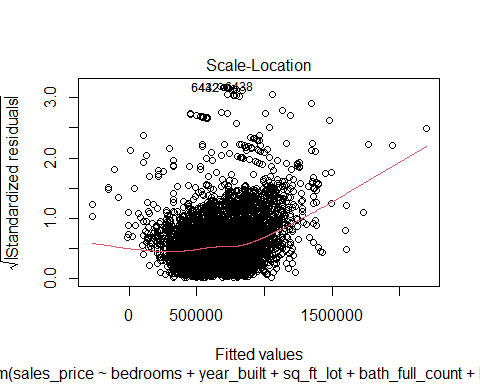 Scale-Location
6438
√|Standardized residuals|
3.0
2.0
1.0
0.0
0
500000
1500000
Fitted values
m(sales_price ~ bedrooms + year_built + sq_ft_lot + bath_full_count +